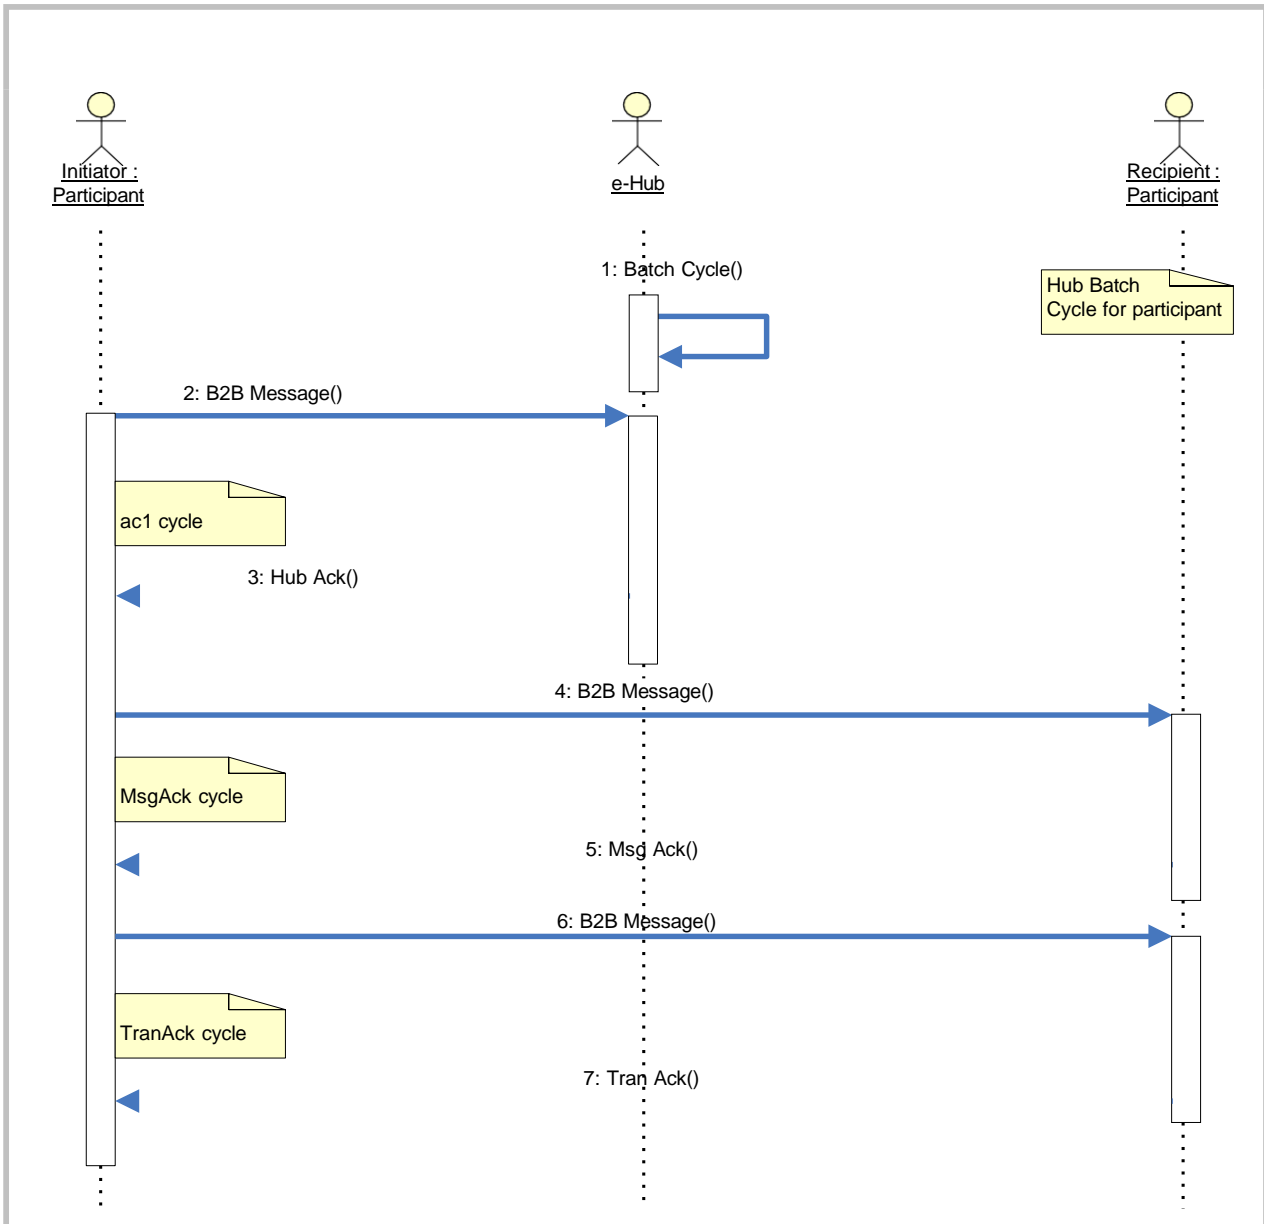 Initiator :
Participant
e-Hub
Recipient :
Participant
1: Batch Cycle()
Hub Batch
Cycle for participant
2: B2B Message()
ac1 cycle
3: Hub Ack()
4: B2B Message()
MsgAck cycle
5: Msg Ack()
6: B2B Message()
TranAck cycle
7: Tran Ack()